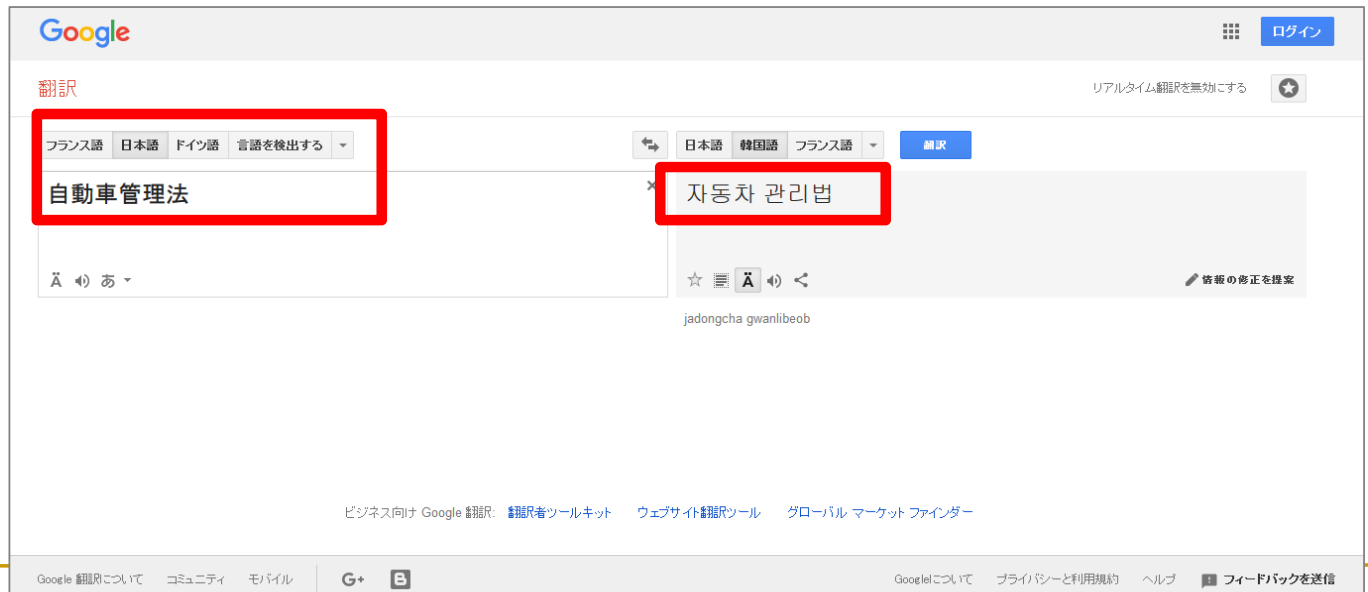 Google ログイン
翻訳 リアルタイム翻訳を無効にする
フランス語 日本語 ドイツ語 言語を検出する 日本語 韓国語 フランス語 翻訳
自動車管理法 × 자동차 관리법
Ä あ Ä 情報の修正を提案
jadongcha gwanlibeob
ビジネス向け Google 翻訳: 翻訳者ツールキット ウェブサイト翻訳ツール グローバル マーケット ファインダー
Google 翻訳について コミュニティ モバイル G+ B Googleについて プライバシーと利用規約 ヘルプ フィードバックを送信